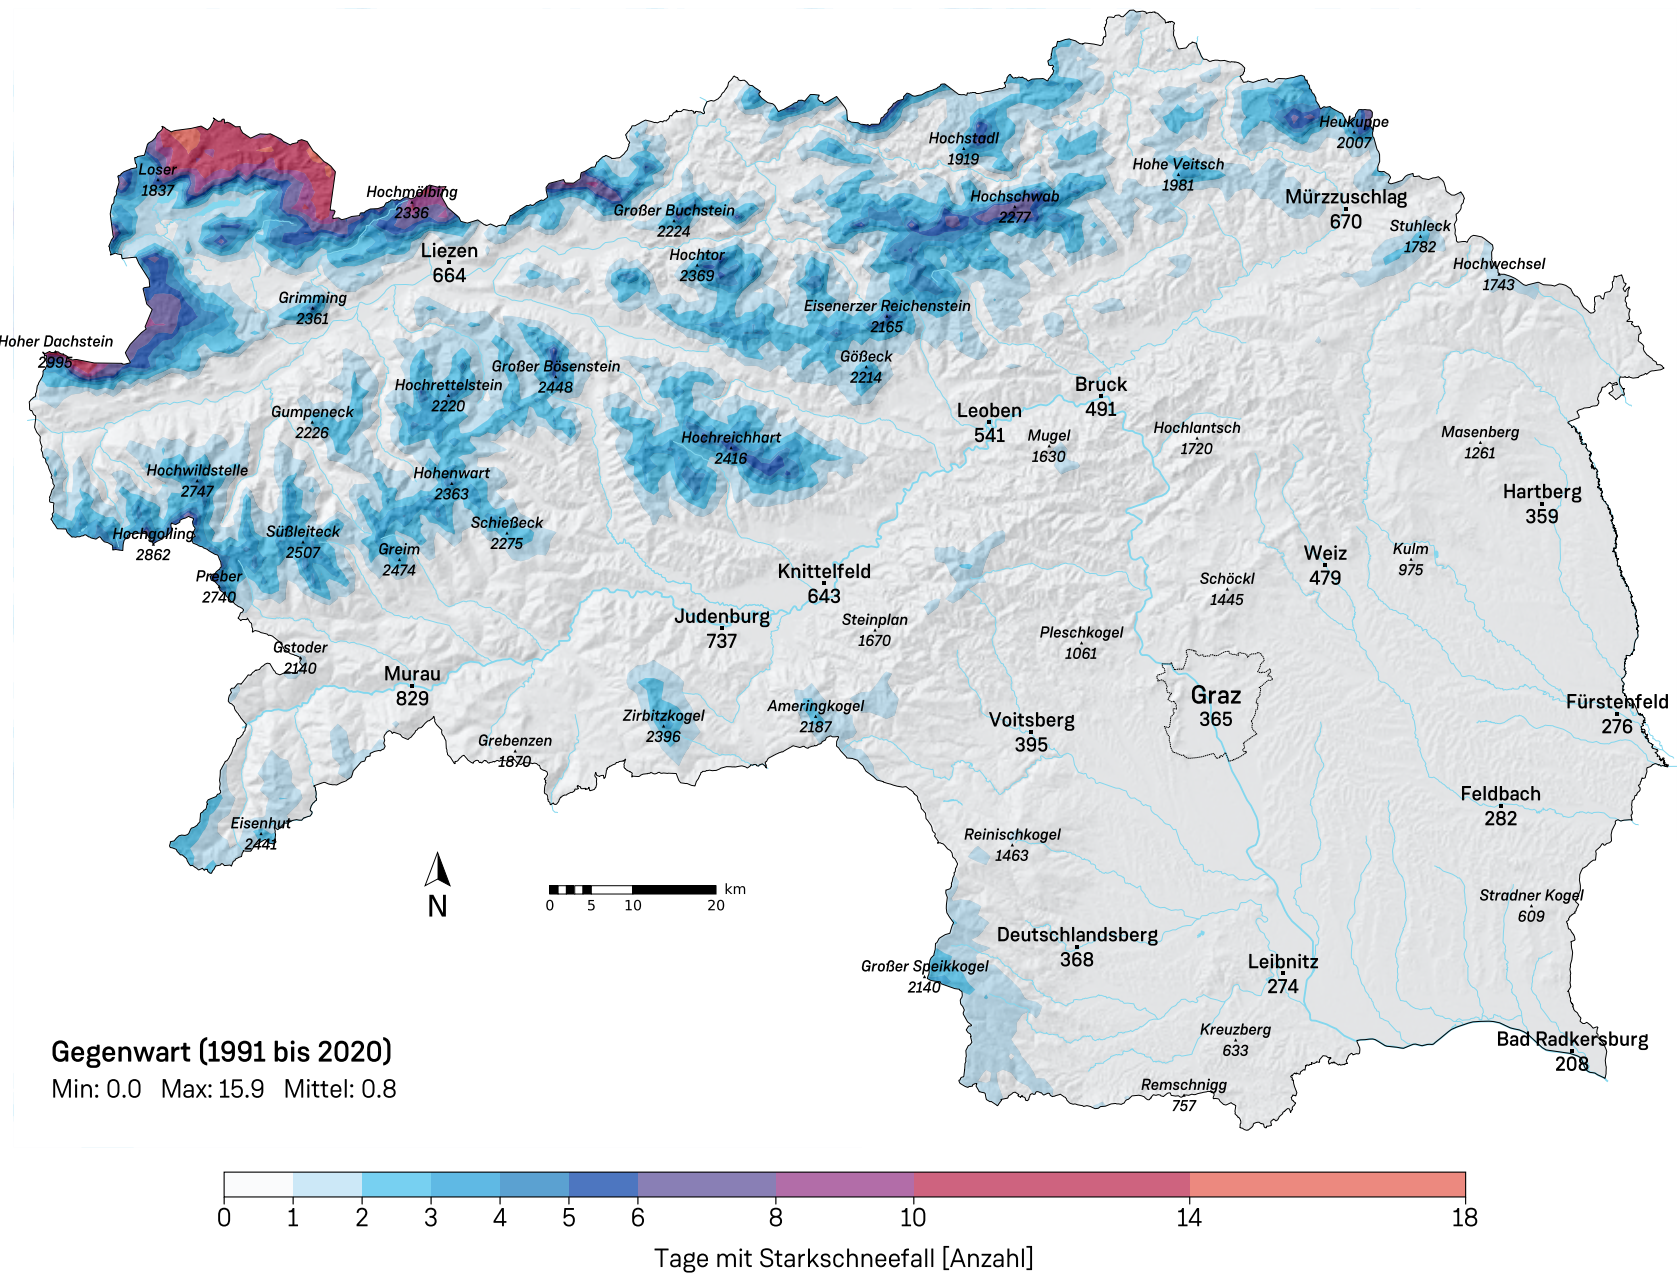 Heukuppe
2007
Hochstadl
1919
Loser
1837
Hohe Veitsch
1981
Hochmölbing
2336
Hochschwab
2277
Mürzzuschlag
670
Großer Buchstein
2224
Stuhleck
1782
Liezen
664
Hochtor
2369
Hochwechsel
1743
Grimming
2361
Eisenerzer Reichenstein
2165
Hoher Dachstein
2995
Gößeck
2214
Großer Bösenstein
2448
Hochrettelstein
2220
Bruck
491
Gumpeneck
2226
Leoben
541
Mugel
1630
Hochlantsch
1720
Masenberg
1261
Hochreichhart
2416
Hochwildstelle
2747
Hohenwart
2363
Hartberg
359
Hochgolling
2862
Süßleiteck
2507
Schießeck
2275
Greim
2474
Weiz
479
Kulm
975
Preber
2740
Knittelfeld
643
Schöckl
1445
Judenburg
737
Steinplan
1670
Pleschkogel
1061
Gstoder
2140
Murau
829
Graz
365
Fürstenfeld
276
Zirbitzkogel
2396
Ameringkogel
2187
Voitsberg
395
Grebenzen
1870
Feldbach
282
Eisenhut
2441
Reinischkogel
1463
N
0 5 10 20 km
Stradner Kogel
609
Deutschlandsberg
368
Großer Speikkogel
2140
Leibnitz
274
Kreuzberg
633
Bad Radkersburg
208
Remschnigg
757
Gegenwart (1991 bis 2020)
Min: 0.0 Max: 15.9 Mittel: 0.8
0 1 2 3 4 5 6 8 10 14 18
Tage mit Starkschneefall [Anzahl]